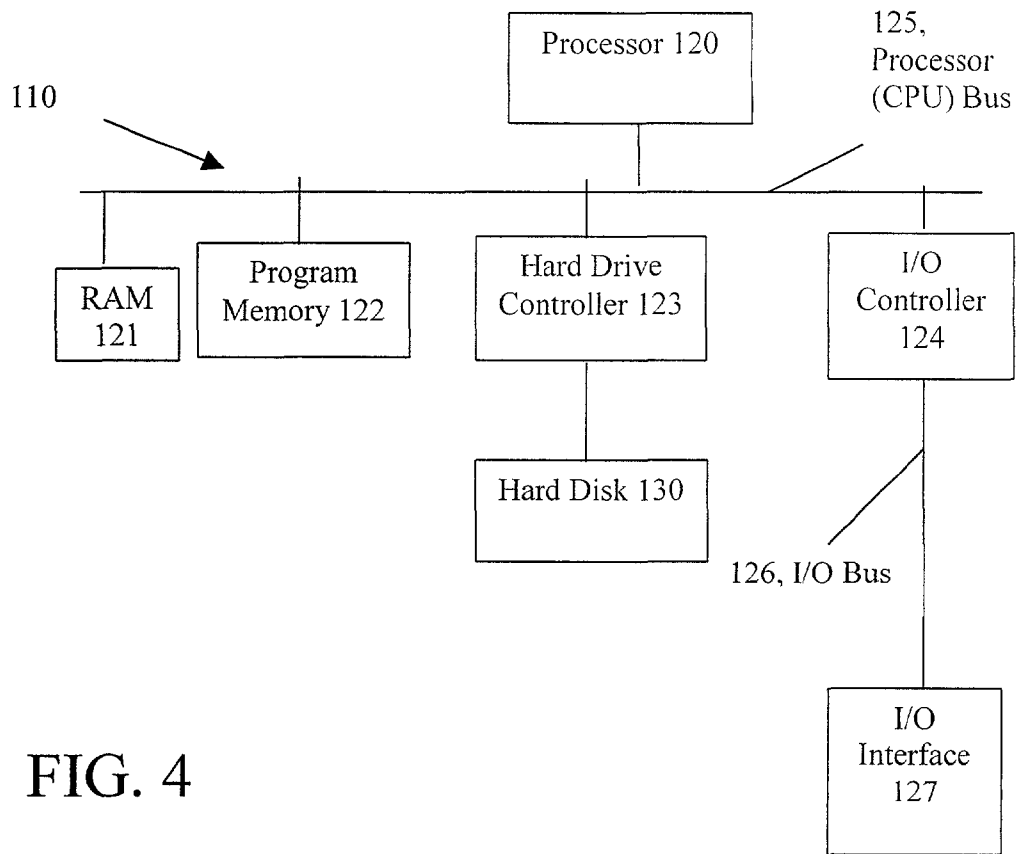 Processor 120
125,
Processor
(CPU) Bus
110
RAM
121
Program
Memory 122
Hard Drive
Controller 123
I/O
Controller
124
Hard Disk 130
126, I/O Bus
I/O
Interface
127
FIG. 4